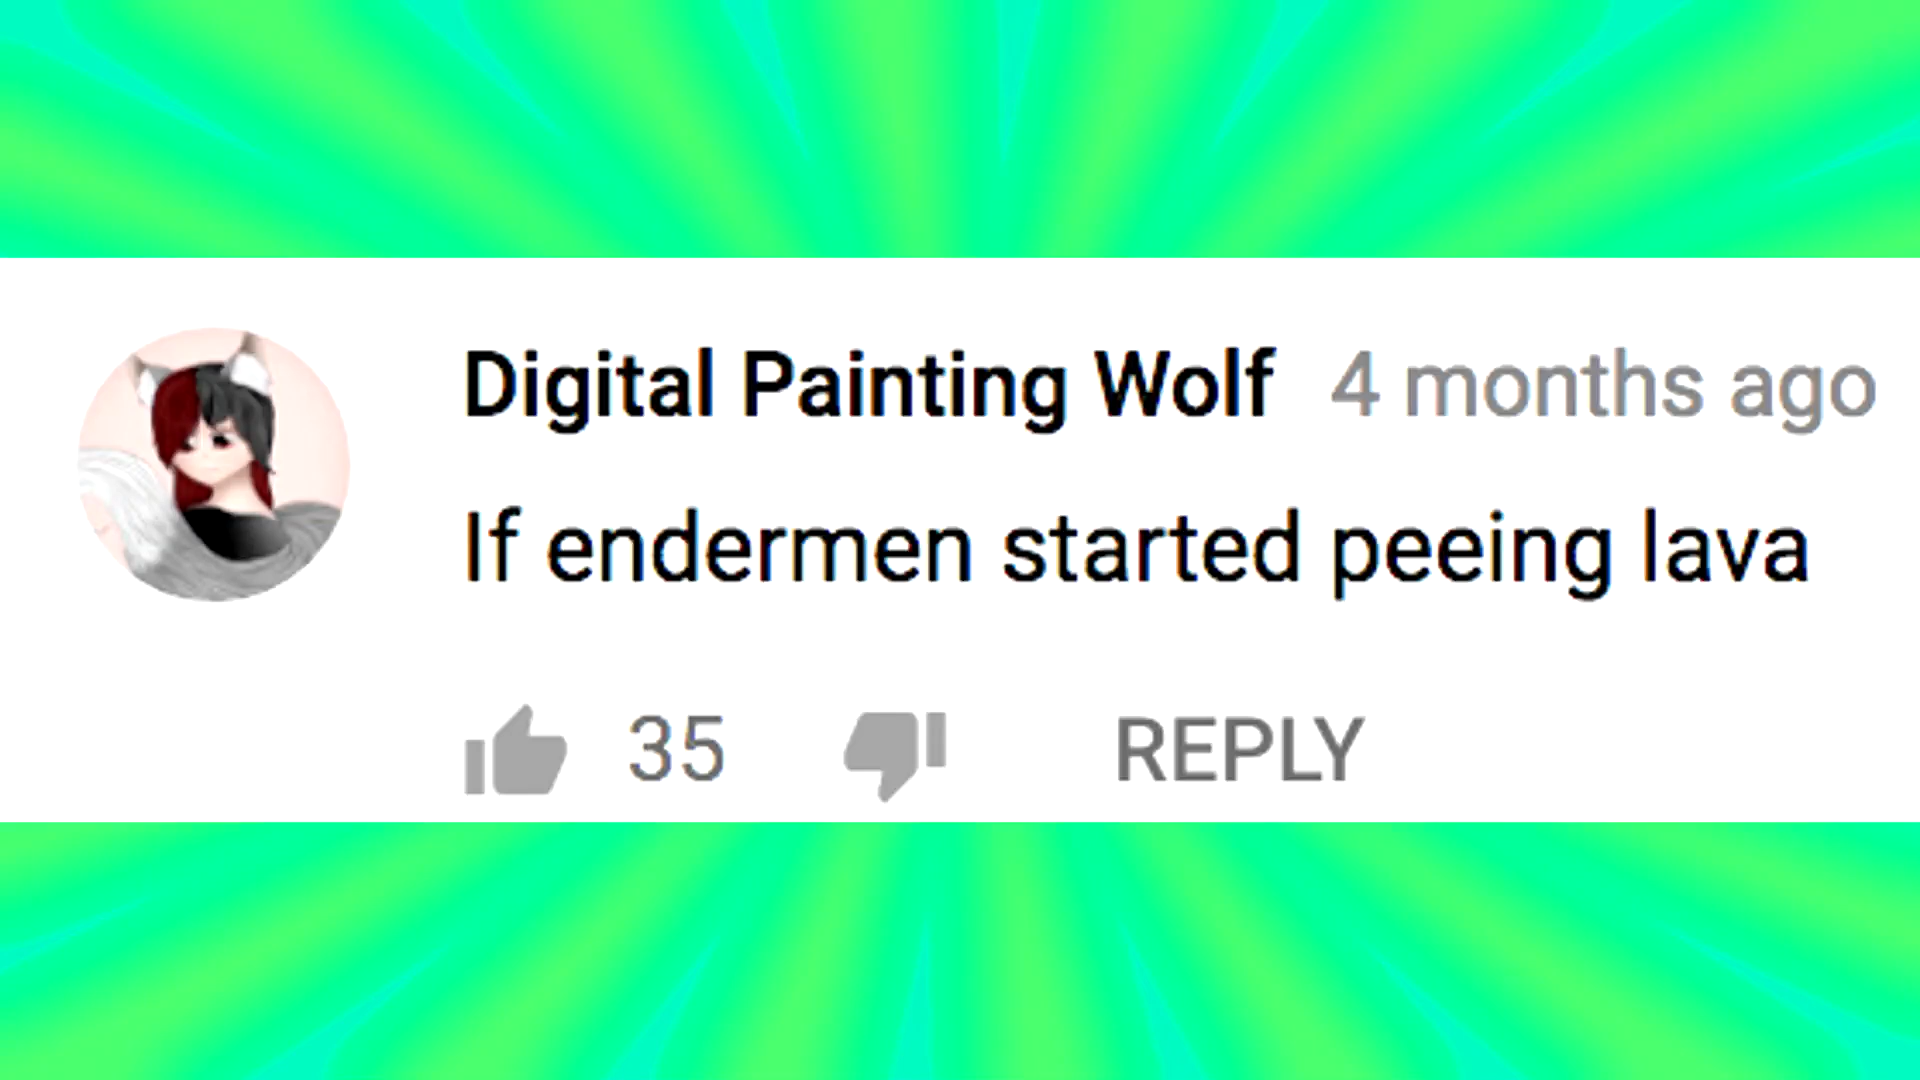 Digital Painting Wolf 4 months ago
If endermen started peeing lava
35 REPLY